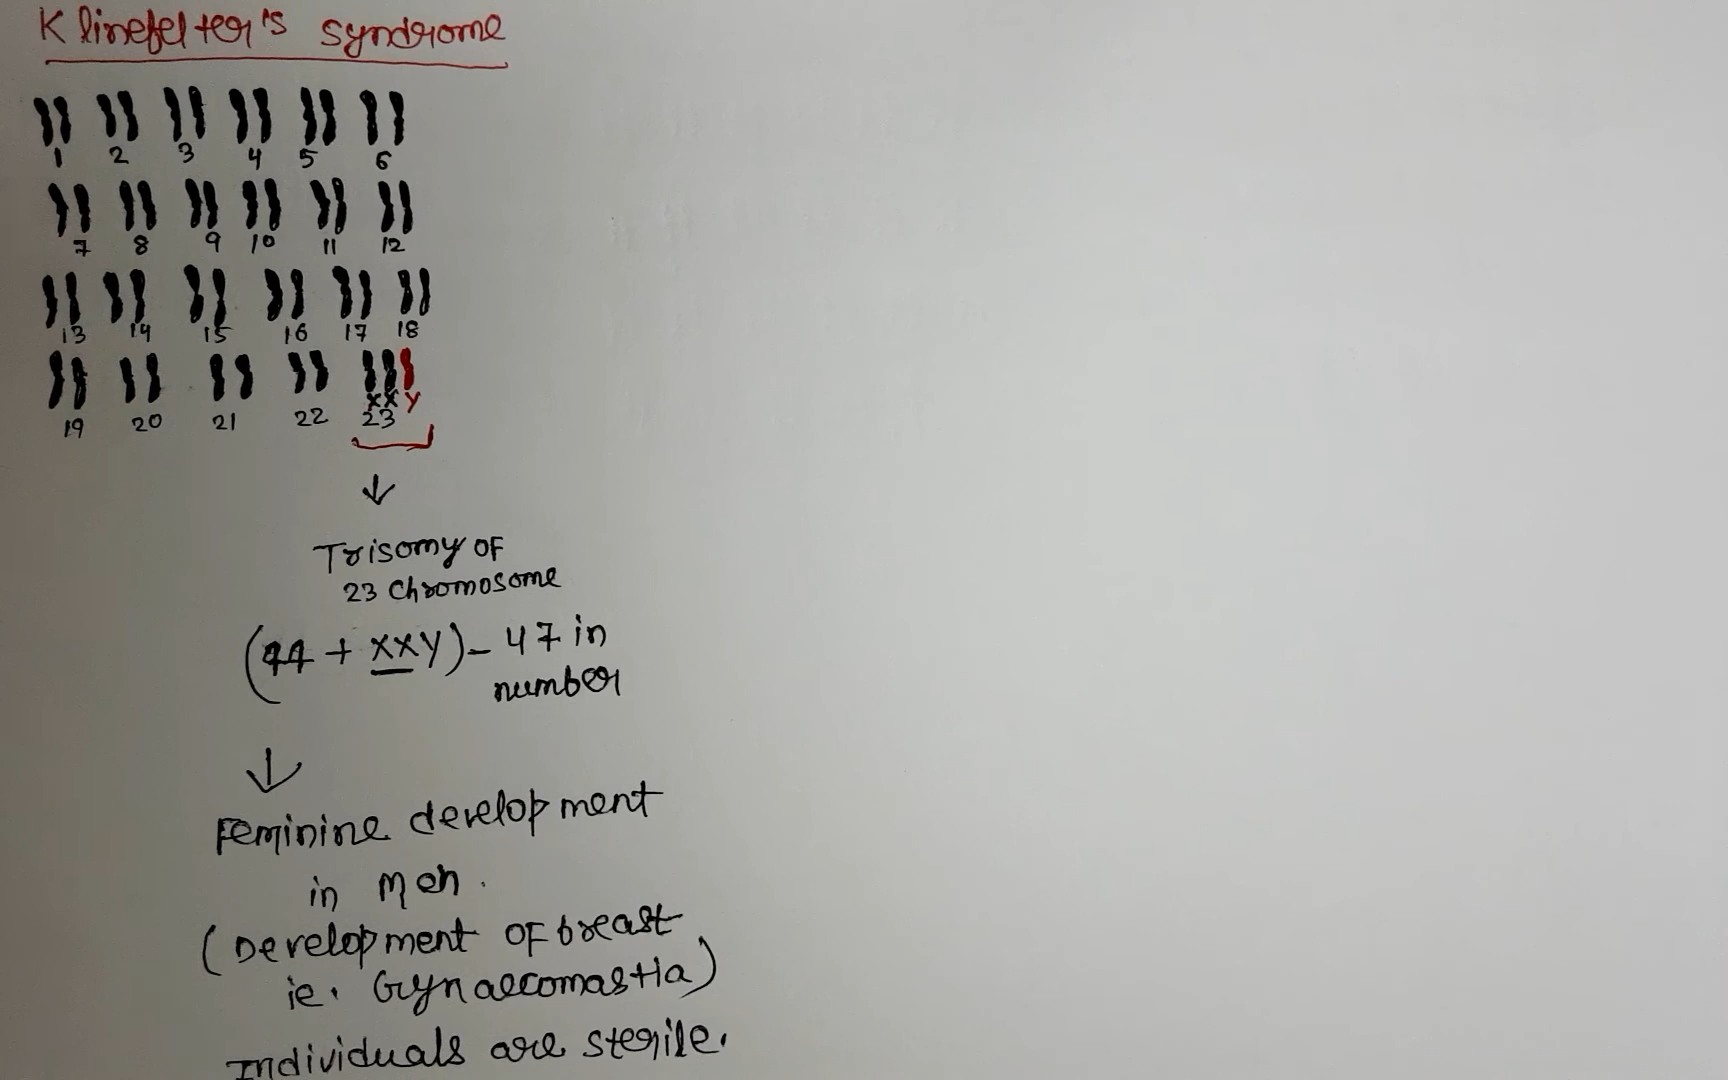 Klinefelter's syndrome
1 2 3 4 5 6
7 8 9 10 11 12
13 14 15 16 17 18
XXY
19 20 21 22 23
Trisomy OF
23 Chromosome
(44 + XXY) - 47 in
number
Feminine development
in Men.
(Development OF breast
ie. Gynaecomastia)
Individuals are sterile.